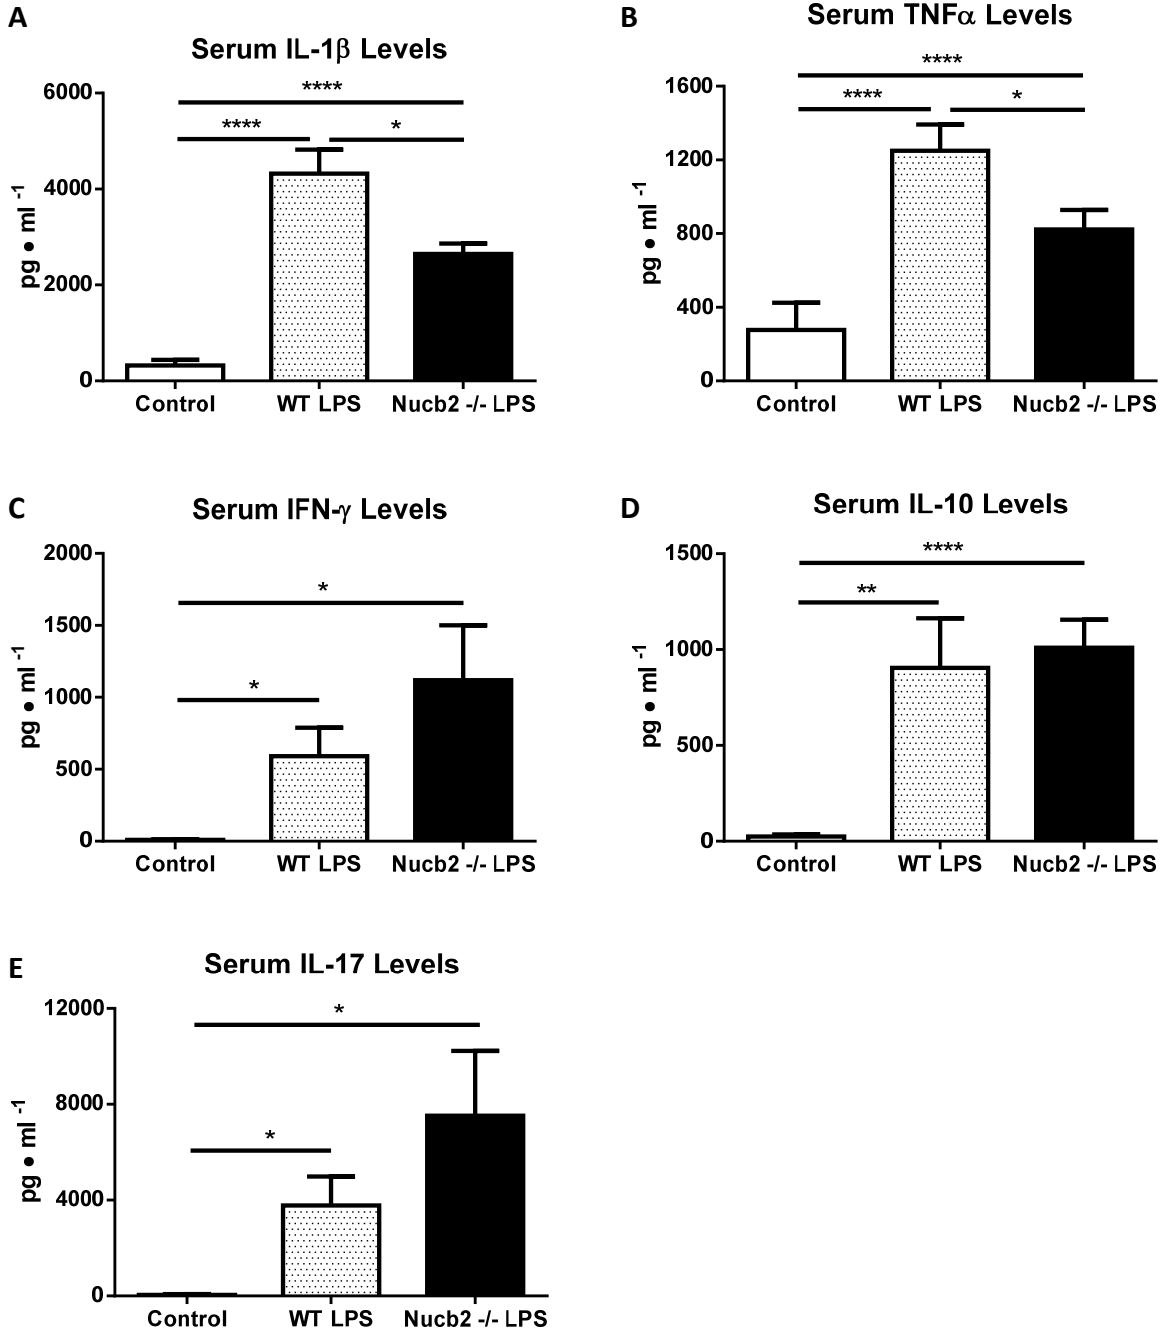 A
Serum IL-1β Levels
6000
4000
2000
0
pg • ml -1
****
****
*
Control
WT LPS
Nucb2 -/- LPS
B
Serum TNFα Levels
1600
1200
800
400
0
pg • ml -1
****
****
*
Control
WT LPS
Nucb2 -/- LPS
C
Serum IFN-γ Levels
2000
1500
1000
500
0
pg • ml -1
*
*
Control
WT LPS
Nucb2 -/- LPS
D
Serum IL-10 Levels
1500
1000
500
0
pg • ml -1
****
**
Control
WT LPS
Nucb2 -/- LPS
E
Serum IL-17 Levels
12000
8000
4000
0
pg • ml -1
*
*
Control
WT LPS
Nucb2 -/- LPS